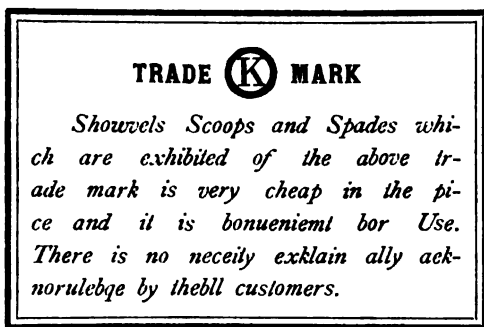 TRADE K MARK
Showvels Scoops and Spades whi-
ch are exhibited of the above tr-
ade mark is very cheap in the pi-
ce and it is bonueniemt bor Use.
There is no neceily exklain ally ack-
norulebqe by thebll customers.